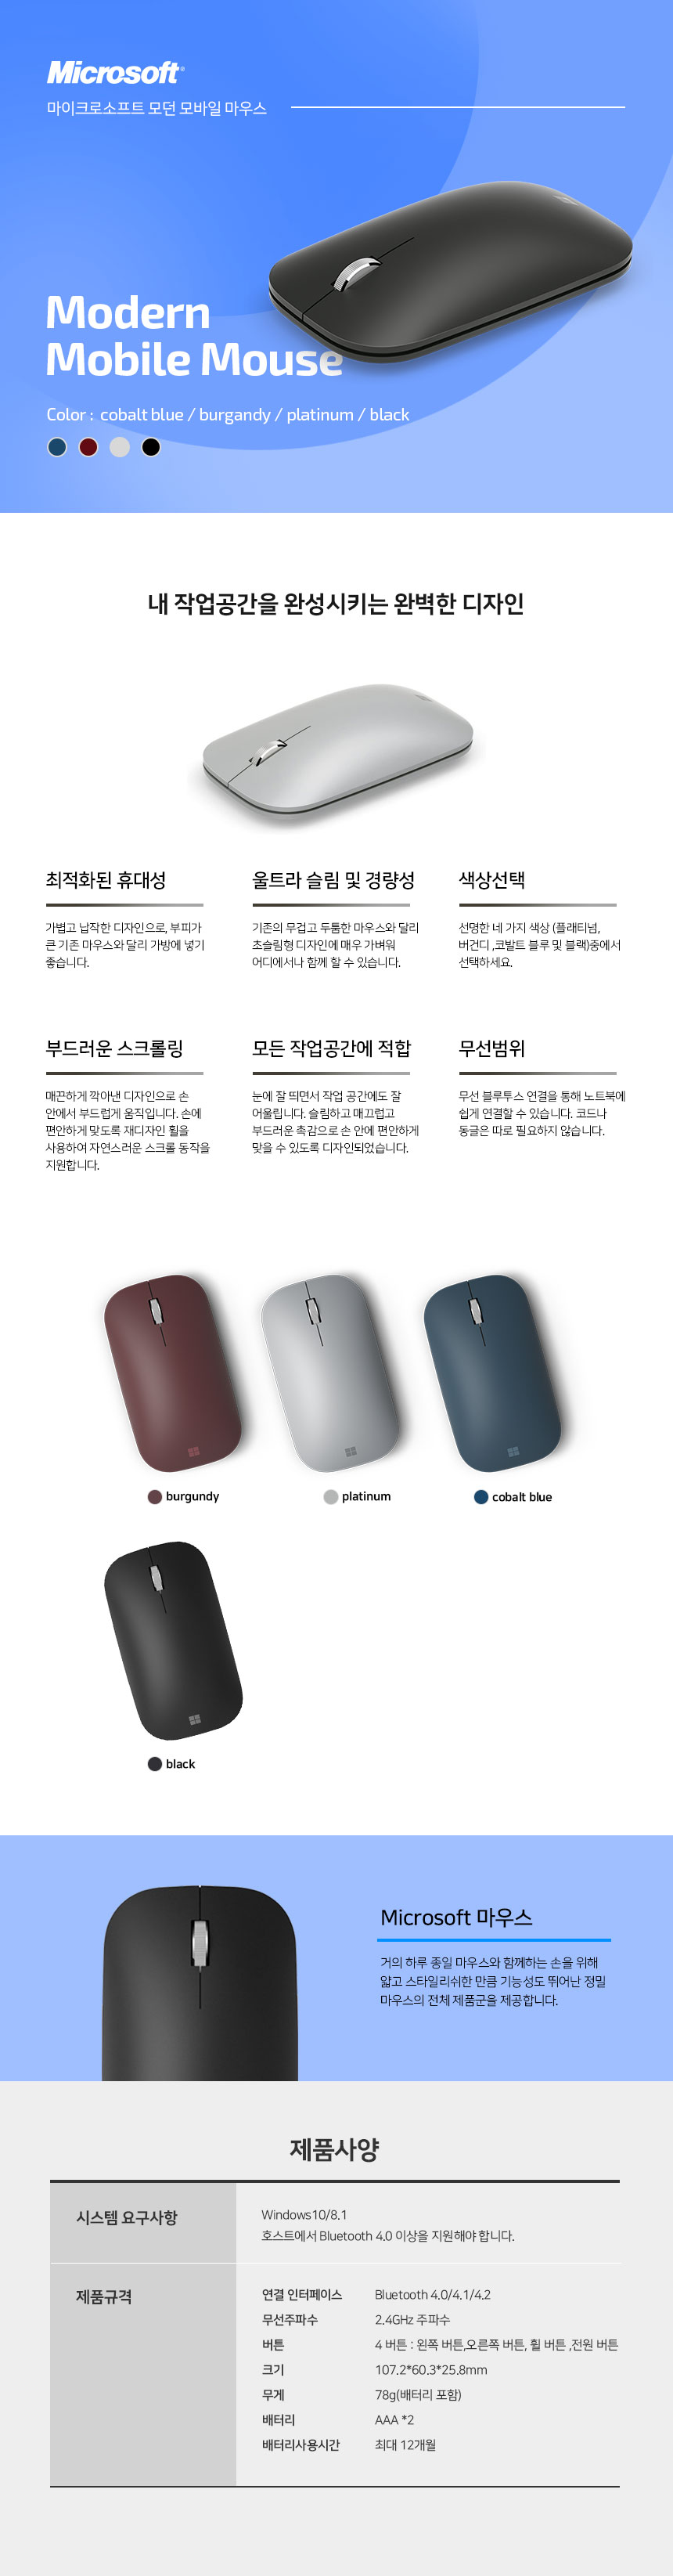 Microsoft®
마이크로소프트 모던 모바일 마우스
Modern
Mobile Mouse
Color : cobalt blue / burgandy / platinum / black
내 작업공간을 완성시키는 완벽한 디자인
최적화된 휴대성
가볍고 납작한 디자인으로, 부피가
큰 기존 마우스와 달리 가방에 넣기
좋습니다.
울트라 슬림 및 경량성
기존의 무겁고 두툼한 마우스와 달리
초슬림형 디자인에 매우 가벼워
어디에서나 함께 할 수 있습니다.
색상선택
선명한 네 가지 색상 (플래티넘,
버건디 ,코발트 블루 및 블랙)중에서
선택하세요.
부드러운 스크롤링
매끈하게 깍아낸 디자인으로 손
안에서 부드럽게 움직입니다. 손에
편안하게 맞도록 재디자인 휠을
사용하여 자연스러운 스크롤 동작을
지원합니다.
모든 작업공간에 적합
눈에 잘 띄면서 작업 공간에도 잘
어울립니다. 슬림하고 매끄럽고
부드러운 촉감으로 손 안에 편안하게
맞을 수 있도록 디자인되었습니다.
무선범위
무선 블루투스 연결을 통해 노트북에
쉽게 연결할 수 있습니다. 코드나
동글은 따로 필요하지 않습니다.
burgundy
platinum
cobalt blue
black
Microsoft 마우스
거의 하루 종일 마우스와 함께하는 손을 위해
얇고 스타일리쉬한 만큼 기능성도 뛰어난 정밀
마우스의 전체 제품군을 제공합니다.
제품사양
시스템 요구사항
Windows10/8.1
호스트에서 Bluetooth 4.0 이상을 지원해야 합니다.
제품규격
연결 인터페이스 Bluetooth 4.0/4.1/4.2
무선주파수 2.4GHz 주파수
버튼 4 버튼 : 왼쪽 버튼,오른쪽 버튼, 휠 버튼 ,전원 버튼
크기 107.2*60.3*25.8mm
무게 78g(배터리 포함)
배터리 AAA *2
배터리사용시간 최대 12개월